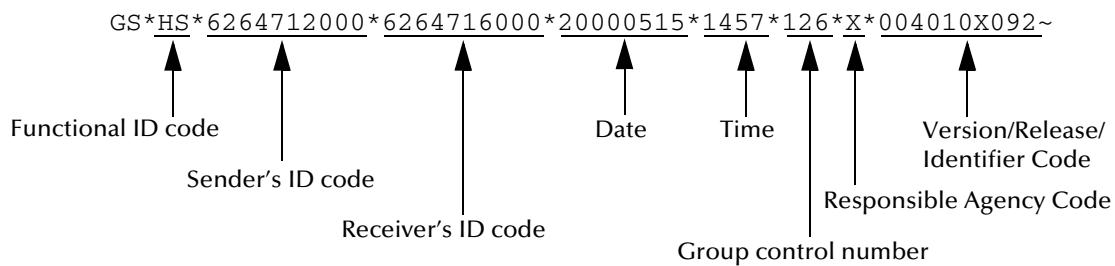 GS*HS*6264712000*6264716000*20000515*1457*126*X*004010X092~
Functional ID code
Date
Time
Version/Release/
Identifier Code
Sender's ID code
Responsible Agency Code
Receiver's ID code
Group control number